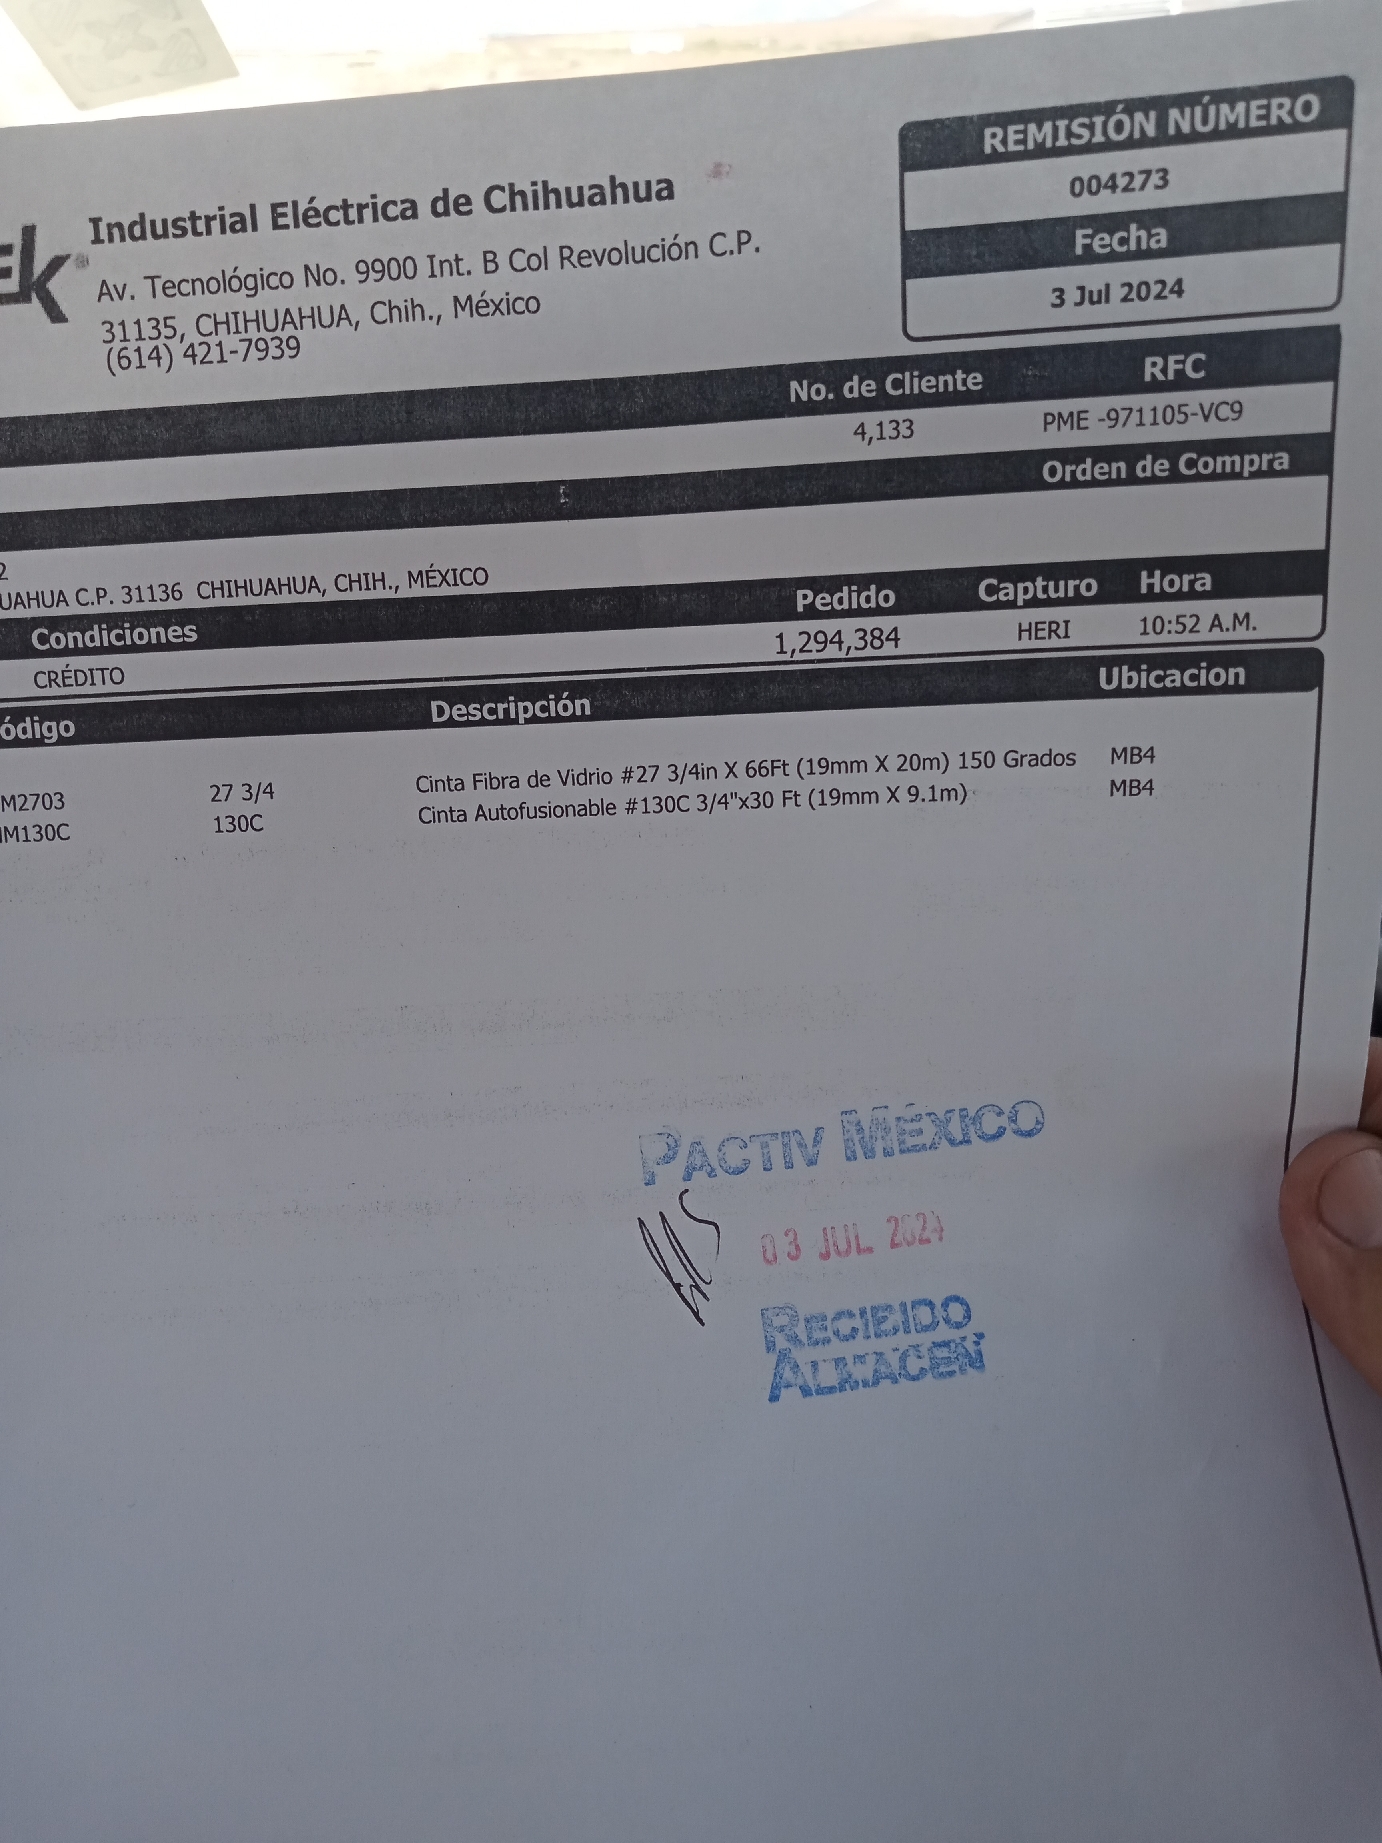 REMISIÓN NÚMERO
004273
Fecha
3 Jul 2024
Ek
Industrial Eléctrica de Chihuahua
Av. Tecnológico No. 9900 Int. B Col Revolución C.P.
31135, CHIHUAHUA, Chih., México
(614) 421-7939
No. de Cliente RFC
4,133 PME -971105-VC9
Orden de Compra
2
UAHUA C.P. 31136 CHIHUAHUA, CHIH., MÉXICO
Condiciones Pedido Capturo Hora
CRÉDITO 1,294,384 HERI 10:52 A.M.
ódigo Descripción Ubicacion
M2703 27 3/4 Cinta Fibra de Vidrio #27 3/4in X 66Ft (19mm X 20m) 150 Grados MB4
M130C 130C Cinta Autofusionable #130C 3/4"x30 Ft (19mm X 9.1m) MB4
PACTIV MÉXICO
03 JUL 2024
RECIBIDO
ALMACEN